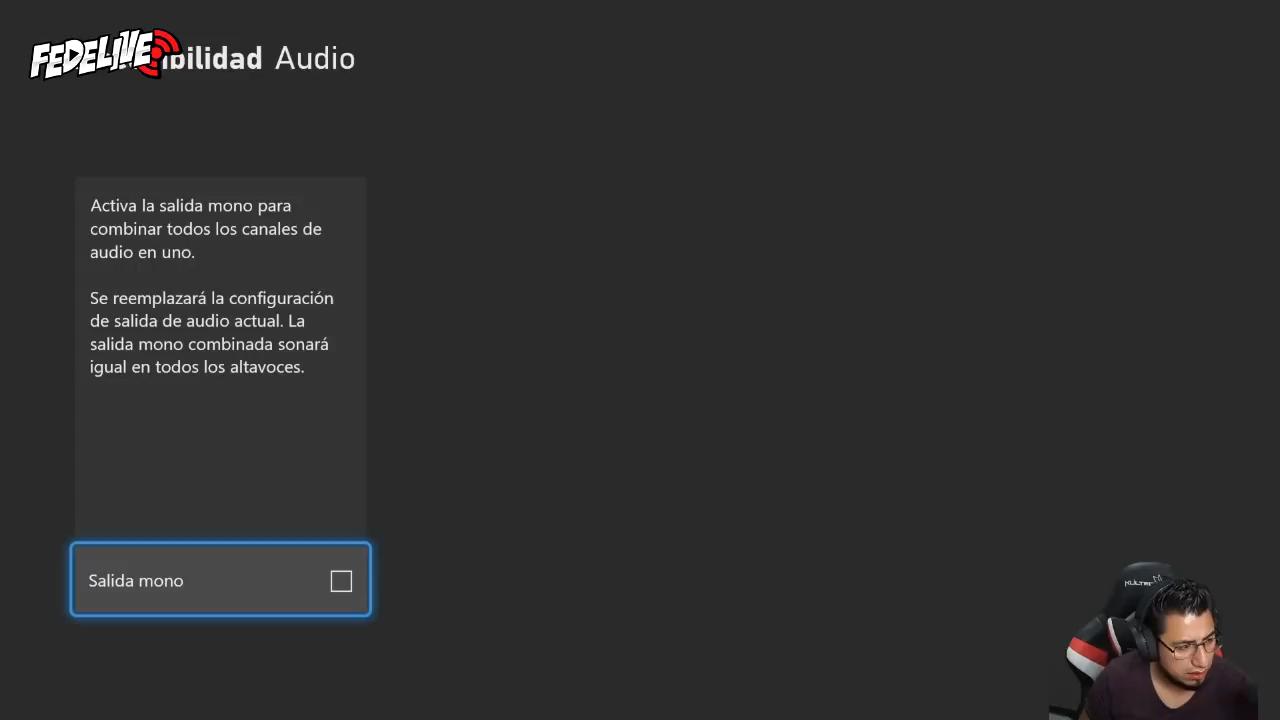 FEDELIVE
bilidad Audio
Activa la salida mono para
combinar todos los canales de
audio en uno.
Se reemplazará la configuración
de salida de audio actual. La
salida mono combinada sonará
igual en todos los altavoces.
Salida mono